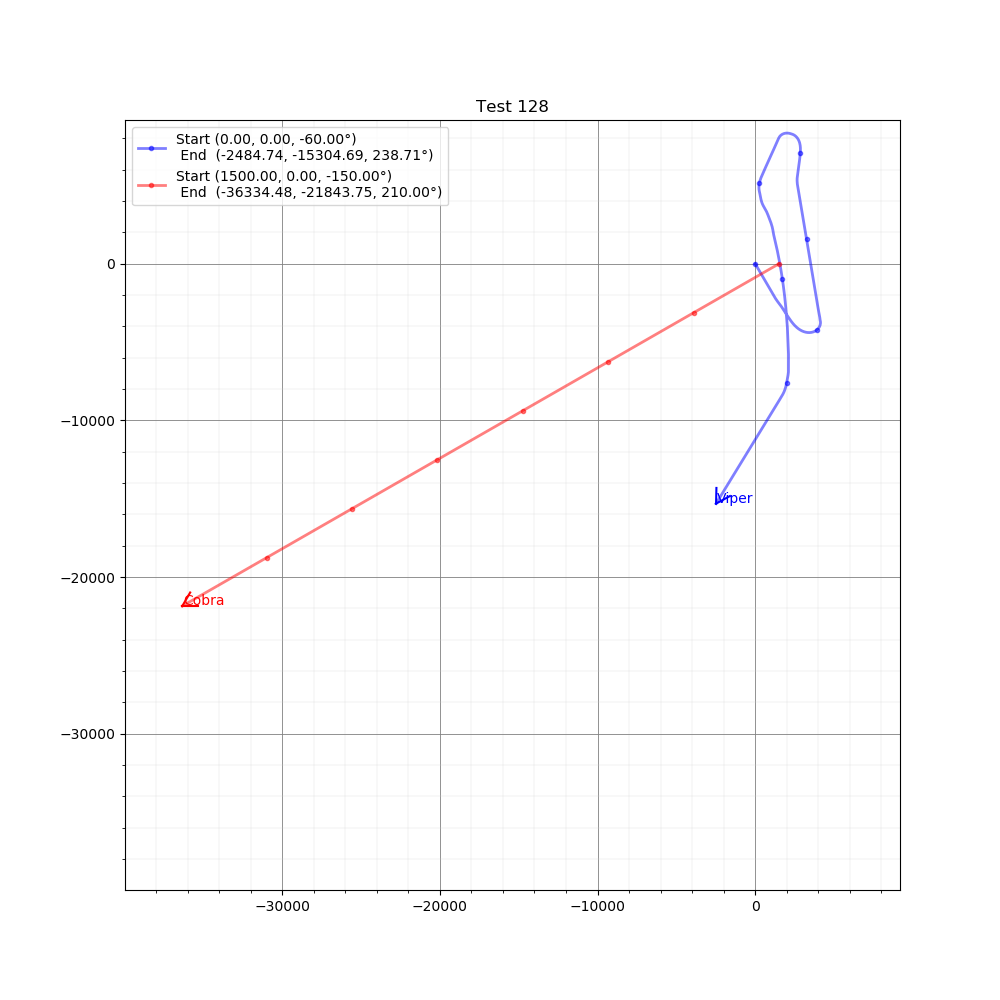 Test 128
Start (0.00, 0.00, -60.00°)
End (-2484.74, -15304.69, 238.71°)
Start (1500.00, 0.00, -150.00°)
End (-36334.48, -21843.75, 210.00°)
0
−10000
−20000
−30000
Viper
Cobra
−30000 −20000 −10000 0